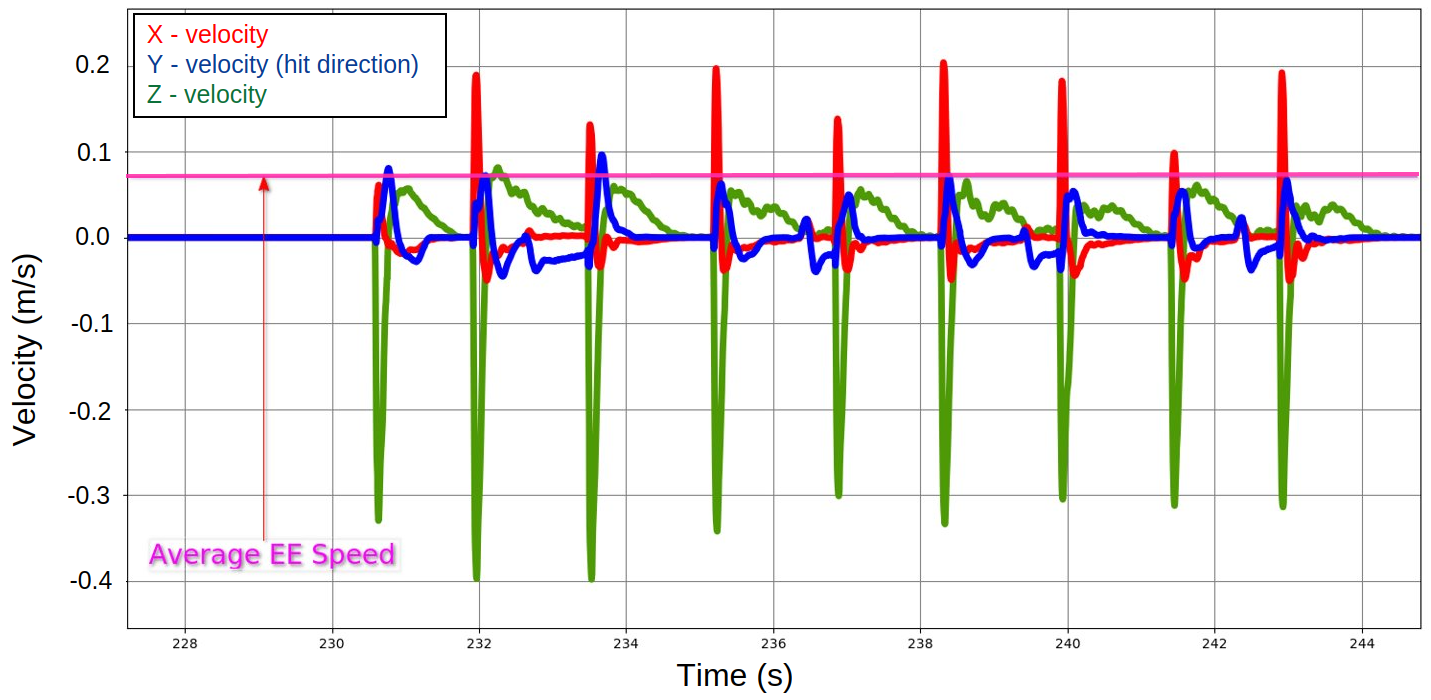 X - velocity
Y - velocity (hit direction)
Z - velocity
0.2
0.1
0.0
-0.1
-0.2
-0.3
-0.4
Velocity (m/s)
Average EE Speed
228 230 232 234 236 238 240 242 244
Time (s)